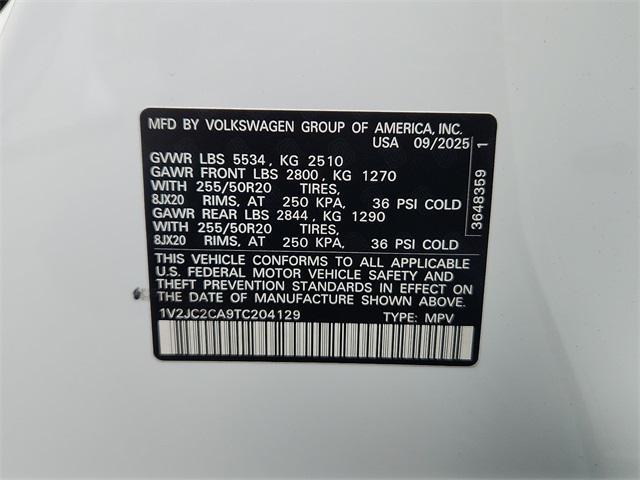 MFD BY VOLKSWAGEN GROUP OF AMERICA, INC.
USA 09/2025
GVWR LBS 5534, KG 2510
GAWR FRONT LBS 2800, KG 1270
WITH 255/50R20 TIRES,
8JX20 RIMS, AT 250 KPA, 36 PSI COLD
GAWR REAR LBS 2844, KG 1290
WITH 255/50R20 TIRES,
8JX20 RIMS, AT 250 KPA, 36 PSI COLD
THIS VEHICLE CONFORMS TO ALL APPLICABLE
U.S. FEDERAL MOTOR VEHICLE SAFETY AND
THEFT PREVENTION STANDARDS IN EFFECT ON
THE DATE OF MANUFACTURE SHOWN ABOVE.
1V2JC2CA9TC204129 TYPE: MPV
3648359 1